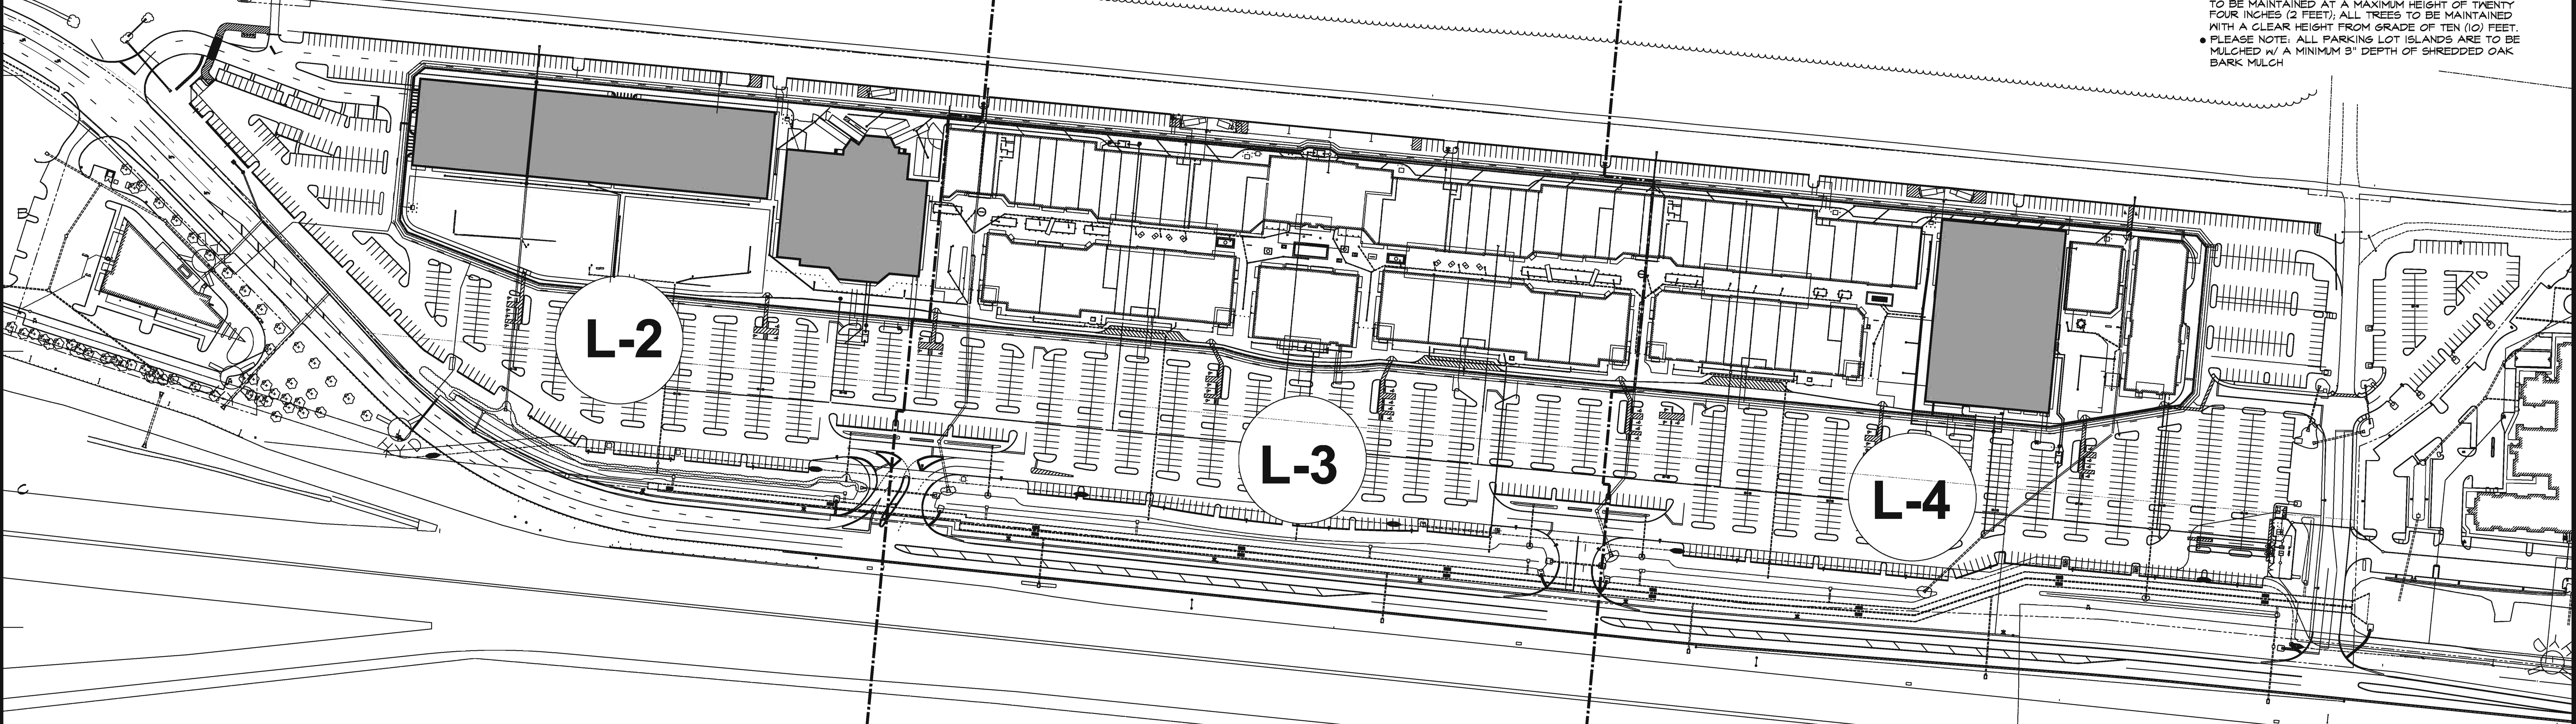 TO BE MAINTAINED AT A MAXIMUM HEIGHT OF TWENTY
FOUR INCHES (2 FEET); ALL TREES TO BE MAINTAINED
WITH A CLEAR HEIGHT FROM GRADE OF TEN (10) FEET.
• PLEASE NOTE: ALL PARKING LOT ISLANDS ARE TO BE
MULCHED W/ A MINIMUM 3" DEPTH OF SHREDDED OAK
BARK MULCH
L-2
L-3
L-4